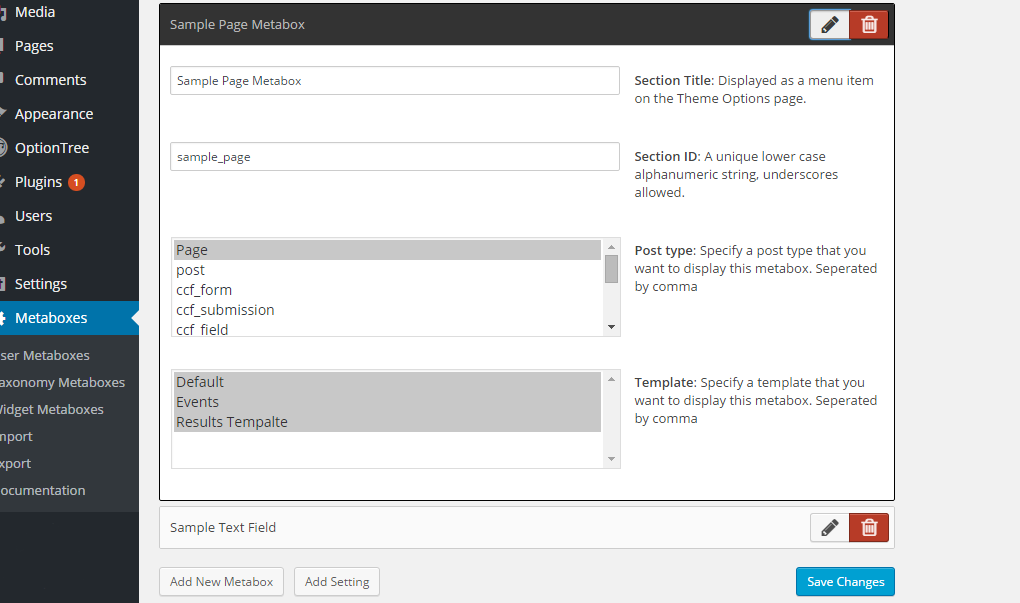 Media
Pages
Comments
Appearance
OptionTree
Plugins 1
Users
Tools
Settings
Metaboxes
ser Metaboxes
axonomy Metaboxes
idget Metaboxes
mport
xport
ocumentation
Sample Page Metabox
Sample Page Metabox
Section Title: Displayed as a menu item
on the Theme Options page.
sample_page
Section ID: A unique lower case
alphanumeric string, underscores
allowed.
Page
post
ccf_form
ccf_submission
ccf_field
Post type: Specify a post type that you
want to display this metabox. Seperated
by comma
Default
Events
Results Tempalte
Template: Specify a template that you
want to display this metabox. Seperated
by comma
Sample Text Field
Add New Metabox
Add Setting
Save Changes